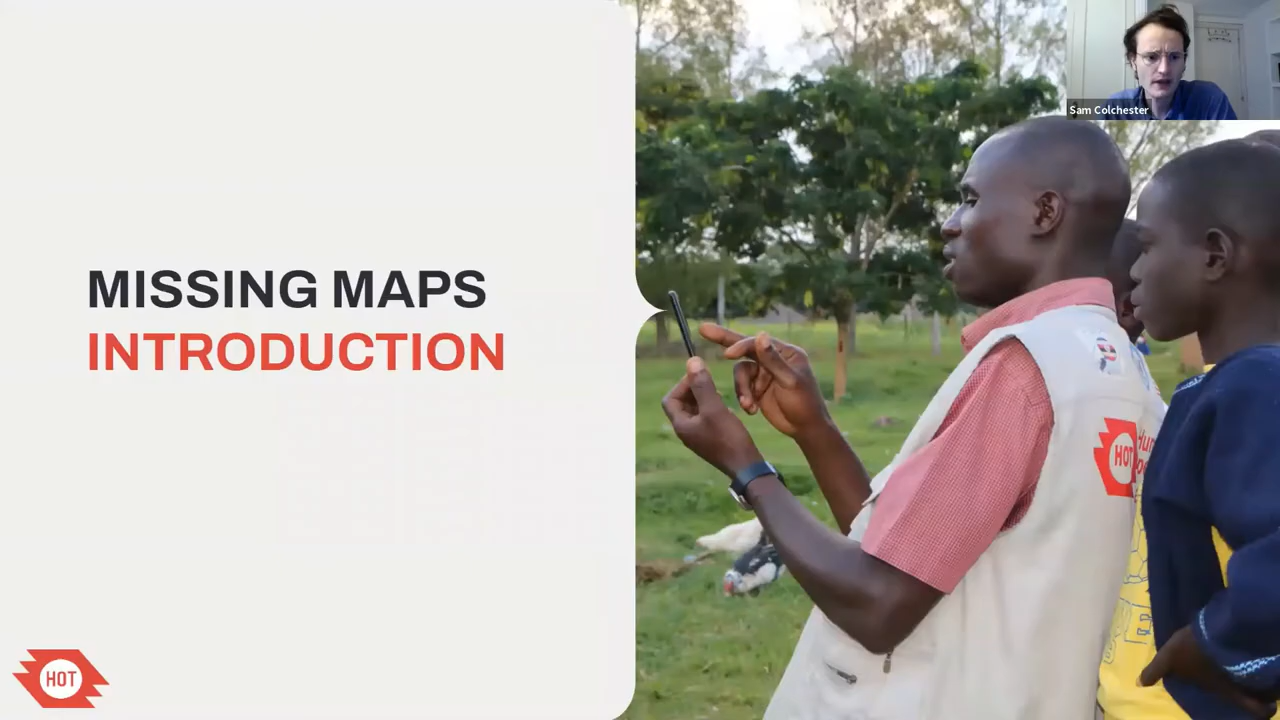 Sam Colchester
MISSING MAPS
INTRODUCTION
HOT
HOT